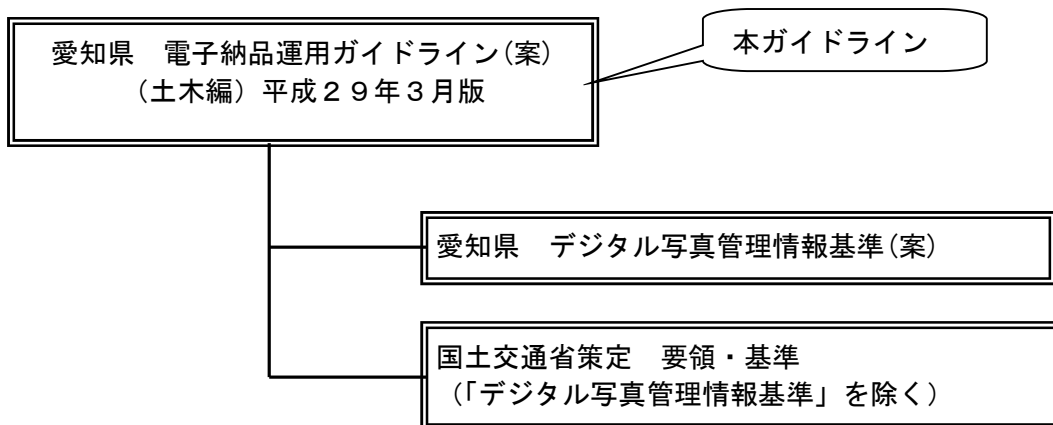 愛知県　電子納品運用ガイドライン(案)
（土木編）平成２９年３月版
本ガイドライン
愛知県　デジタル写真管理情報基準(案)
国土交通省策定　要領・基準
（「デジタル写真管理情報基準」を除く）